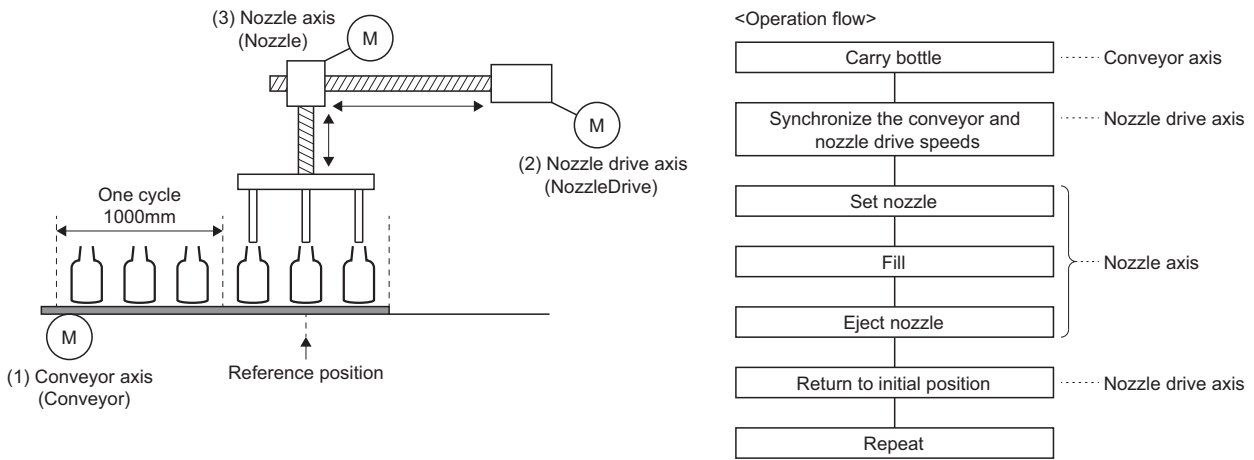 (3) Nozzle axis
(Nozzle)
M
M
(2) Nozzle drive axis
(NozzleDrive)
One cycle
1000mm
M
(1) Conveyor axis
(Conveyor)
Reference position
<Operation flow>
Carry bottle
Conveyor axis
Synchronize the conveyor and
nozzle drive speeds
Nozzle drive axis
Set nozzle
Fill
Nozzle axis
Eject nozzle
Return to initial position
Nozzle drive axis
Repeat